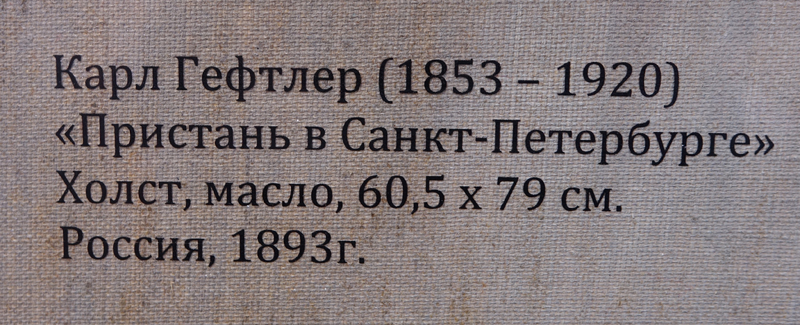 Карл Гефтлер (1853 – 1920)
«Пристань в Санкт-Петербурге»
Холст, масло, 60,5 х 79 см.
Россия, 1893г.